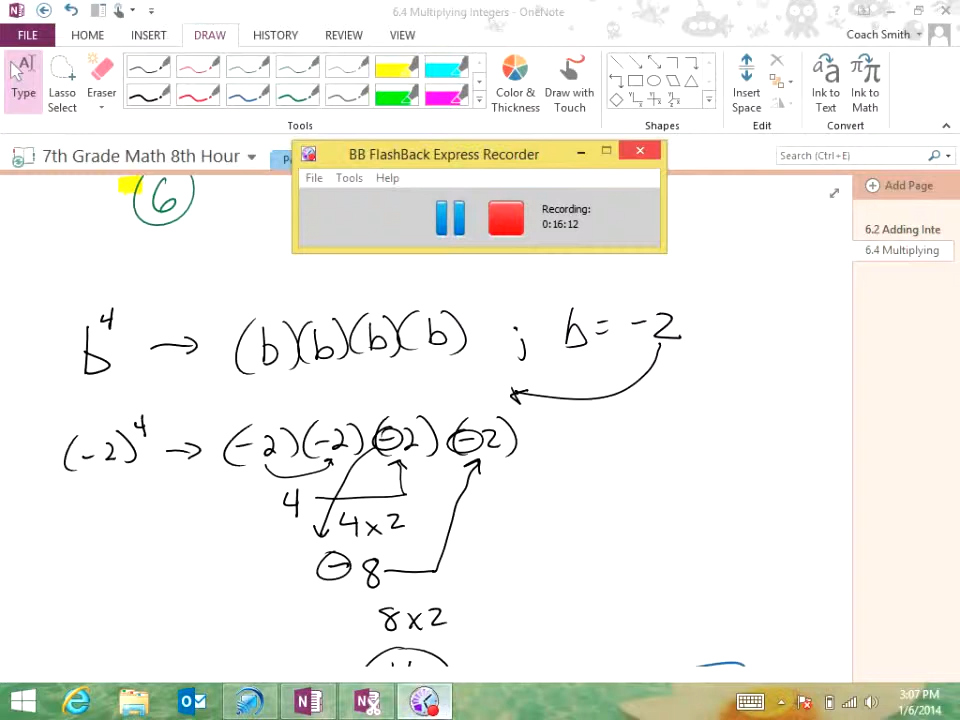 6.4 Multiplying Integers - OneNote
FILE HOME INSERT DRAW HISTORY REVIEW VIEW Coach Smith
Type Lasso Select Eraser Color & Thickness Draw with Touch Insert Space Ink to Text Ink to Math
Tools Shapes Edit Convert
7th Grade Math 8th Hour Search (Ctrl+E)
BB FlashBack Express Recorder
File Tools Help
Recording:
0:16:12
Add Page
6.2 Adding Inte
6.4 Multiplying
6
b⁴ → (b)(b)(b)(b) ; b = -2
(-2)⁴ → (-2)(-2)(-2)(-2)
4
4x2
-8
8x2
3:07 PM
1/6/2014